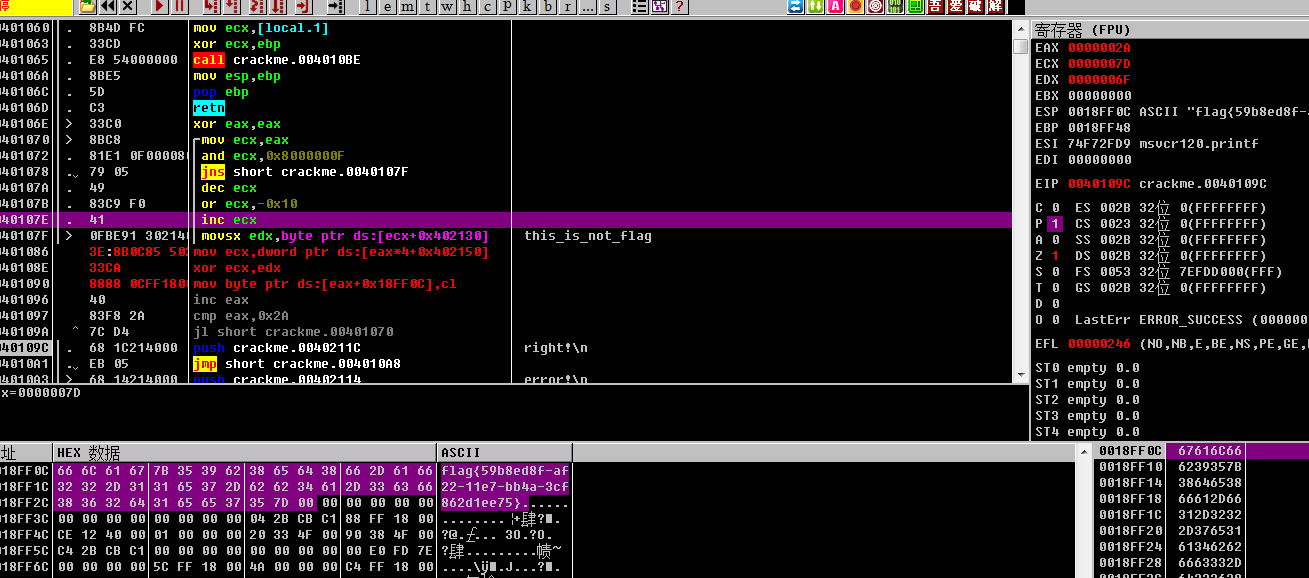 停 l e m t w h c p k b r ... s ? 吾 爱 破 解
401060 . 8B4D FC mov ecx,[local.1]
401063 . 33CD xor ecx,ebp
401065 . E8 54000000 call crackme.004010BE
40106A . 8BE5 mov esp,ebp
40106C . 5D pop ebp
40106D . C3 retn
40106E > 33C0 xor eax,eax
401070 > 8BC8 mov ecx,eax
401072 . 81E1 0F00008 and ecx,0x8000000F
401078 . 79 05 jns short crackme.0040107F
40107A . 49 dec ecx
40107B . 83C9 F0 or ecx,-0x10
40107E . 41 inc ecx
40107F > 0FBE91 302140 movsx edx,byte ptr ds:[ecx+0x402130] this_is_not_flag
401086 3E:8B0C85 502 mov ecx,dword ptr ds:[eax*4+0x402150]
40108E 33CA xor ecx,edx
401090 8888 0CFF1800 mov byte ptr ds:[eax+0x18FF0C],cl
401096 40 inc eax
401097 83F8 2A cmp eax,0x2A
40109A ^ 7C D4 jl short crackme.00401070
40109C . 68 1C214000 push crackme.0040211C right!\n
4010A1 . EB 05 jmp short crackme.004010A8
4010A3 > 68 14214000 push crackme.00402114 error!\n
x=0000007D
寄存器 (FPU)
EAX 0000002A
ECX 0000007D
EDX 0000006F
EBX 00000000
ESP 0018FF0C ASCII "flag{59b8ed8f-a
EBP 0018FF48
ESI 74F72FD9 msvcr120.printf
EDI 00000000
EIP 0040109C crackme.0040109C
C 0 ES 002B 32位 0(FFFFFFFF)
P 1 CS 0023 32位 0(FFFFFFFF)
A 0 SS 002B 32位 0(FFFFFFFF)
Z 1 DS 002B 32位 0(FFFFFFFF)
S 0 FS 0053 32位 7EFDD000(FFF)
T 0 GS 002B 32位 0(FFFFFFFF)
D 0
O 0 LastErr ERROR_SUCCESS (000000
EFL 00000246 (NO,NB,E,BE,NS,PE,GE,
ST0 empty 0.0
ST1 empty 0.0
ST2 empty 0.0
ST3 empty 0.0
ST4 empty 0.0
址 HEX 数据 ASCII
018FF0C 66 6C 61 67 7B 35 39 62 38 65 64 38 66 2D 61 66 flag{59b8ed8f-af
018FF1C 32 32 2D 31 31 65 37 2D 62 62 34 61 2D 33 63 66 22-11e7-bb4a-3cf
018FF2C 38 36 32 64 31 65 65 37 35 7D 00 00 00 00 00 00 862d1ee75}......
018FF3C 00 00 00 00 00 00 00 00 04 2B CB C1 88 FF 18 00
018FF4C CE 12 40 00 01 00 00 00 20 33 4F 00 90 38 4F 00
018FF5C C4 2B CB C1 00 00 00 00 00 00 00 00 00 E0 FD 7E
018FF6C 00 00 00 00 5C FF 18 00 4A 00 00 00 C4 FF 18 00
0018FF0C 67616C66
0018FF10 6239357B
0018FF14 38646538
0018FF18 66612D66
0018FF1C 312D3232
0018FF20 2D376531
0018FF24 61346262
0018FF28 6663332D